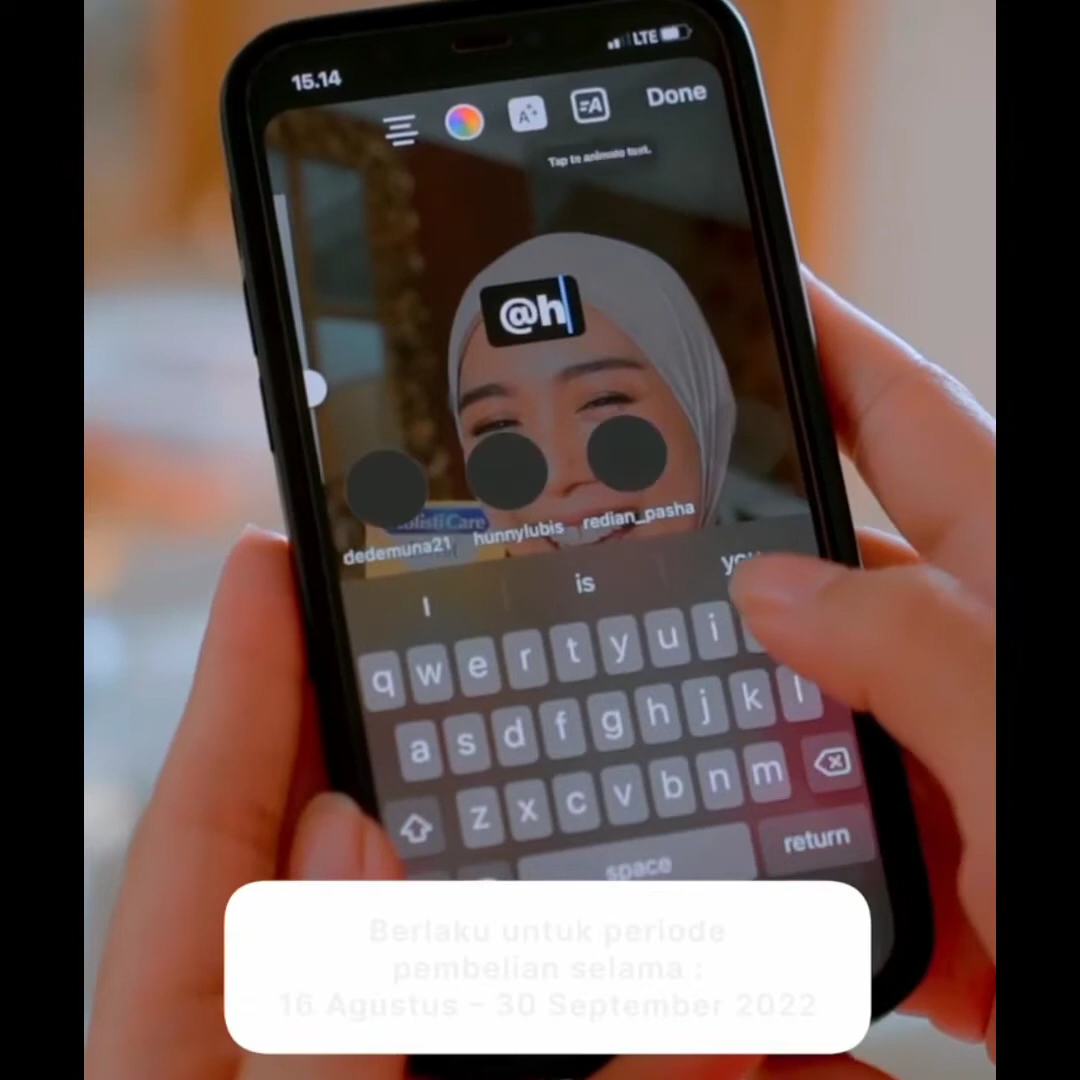 15.14
LTE
Done
Tap to animate text.
@h
olistiCare
dedemuna21
hunnylubis
redian_pasha
I
is
q w e r t y u i
a s d f g h j k l
z x c v b n m
return
space
Berlaku untuk periode
pembelian selama :
16 Agustus – 30 September 2022